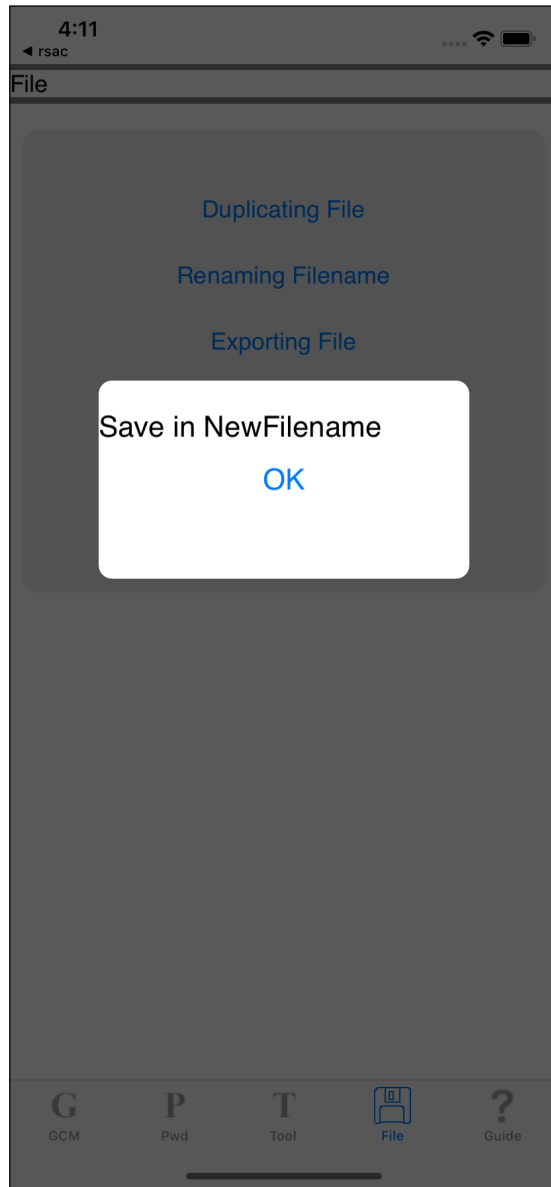 4:11
◀ rsac
File
Duplicating File
Renaming Filename
Exporting File
Save in NewFilename
OK
G P T ?
GCM Pwd Tool File Guide